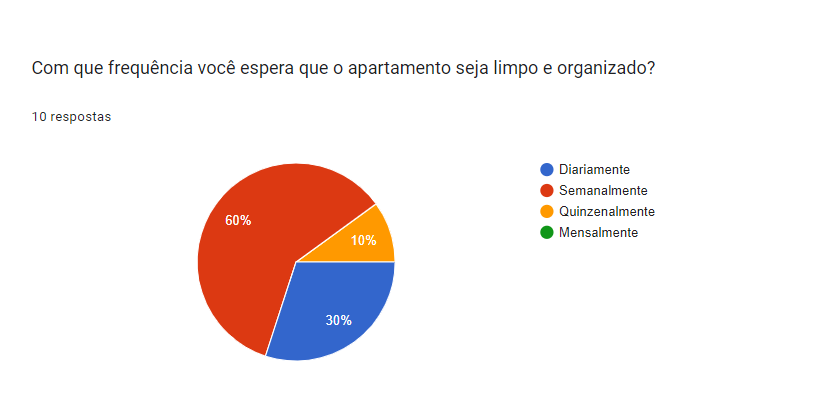 Com que frequência você espera que o apartamento seja limpo e organizado?
10 respostas
60%
10%
30%
Diariamente
Semanalmente
Quinzenalmente
Mensalmente